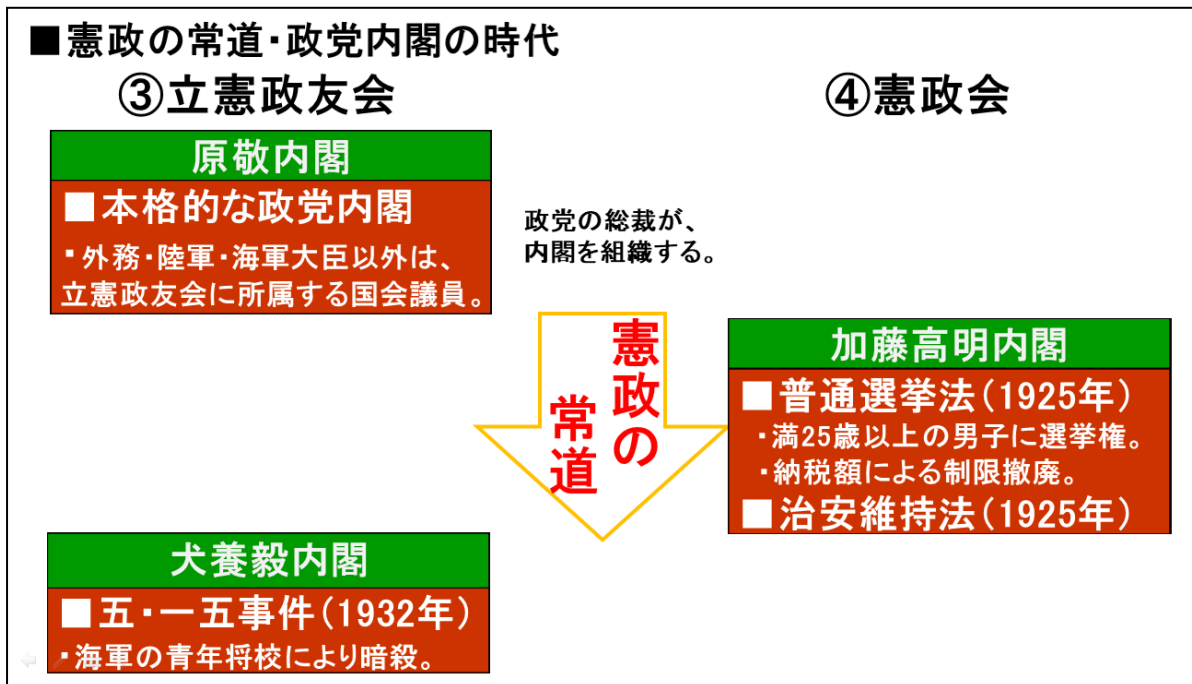 ■憲政の常道・政党内閣の時代
③立憲政友会
④憲政会
原敬内閣
■本格的な政党内閣
・外務・陸軍・海軍大臣以外は、
立憲政友会に所属する国会議員。
政党の総裁が、
内閣を組織する。
憲政の
常道
加藤高明内閣
■普通選挙法(1925年)
・満25歳以上の男子に選挙権。
・納税額による制限撤廃。
■治安維持法(1925年)
犬養毅内閣
■五・一五事件(1932年)
・海軍の青年将校により暗殺。